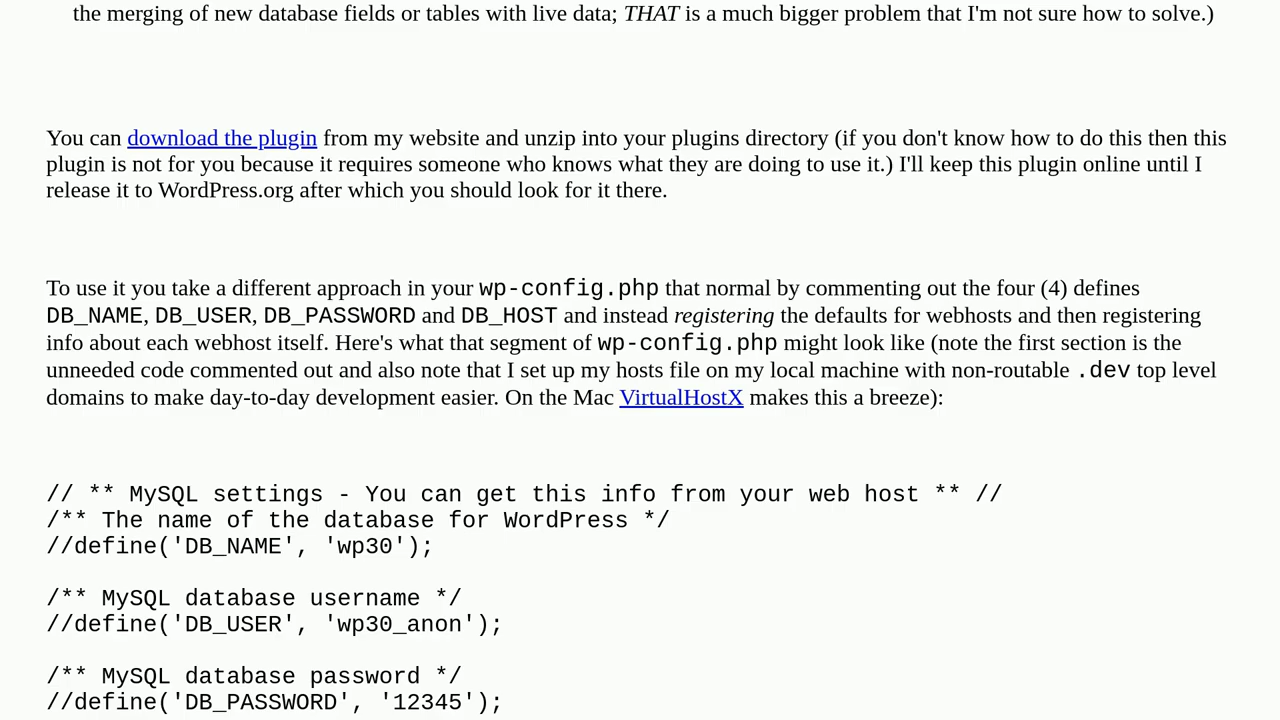 the merging of new database fields or tables with live data; THAT is a much bigger problem that I'm not sure how to solve.)
You can download the plugin from my website and unzip into your plugins directory (if you don't know how to do this then this
plugin is not for you because it requires someone who knows what they are doing to use it.) I'll keep this plugin online until I
release it to WordPress.org after which you should look for it there.
To use it you take a different approach in your wp-config.php that normal by commenting out the four (4) defines
DB_NAME, DB_USER, DB_PASSWORD and DB_HOST and instead registering the defaults for webhosts and then registering
info about each webhost itself. Here's what that segment of wp-config.php might look like (note the first section is the
unneeded code commented out and also note that I set up my hosts file on my local machine with non-routable .dev top level
domains to make day-to-day development easier. On the Mac VirtualHostX makes this a breeze):
// ** MySQL settings - You can get this info from your web host ** //
/** The name of the database for WordPress */
//define('DB_NAME', 'wp30');
/** MySQL database username */
//define('DB_USER', 'wp30_anon');
/** MySQL database password */
//define('DB_PASSWORD', '12345');